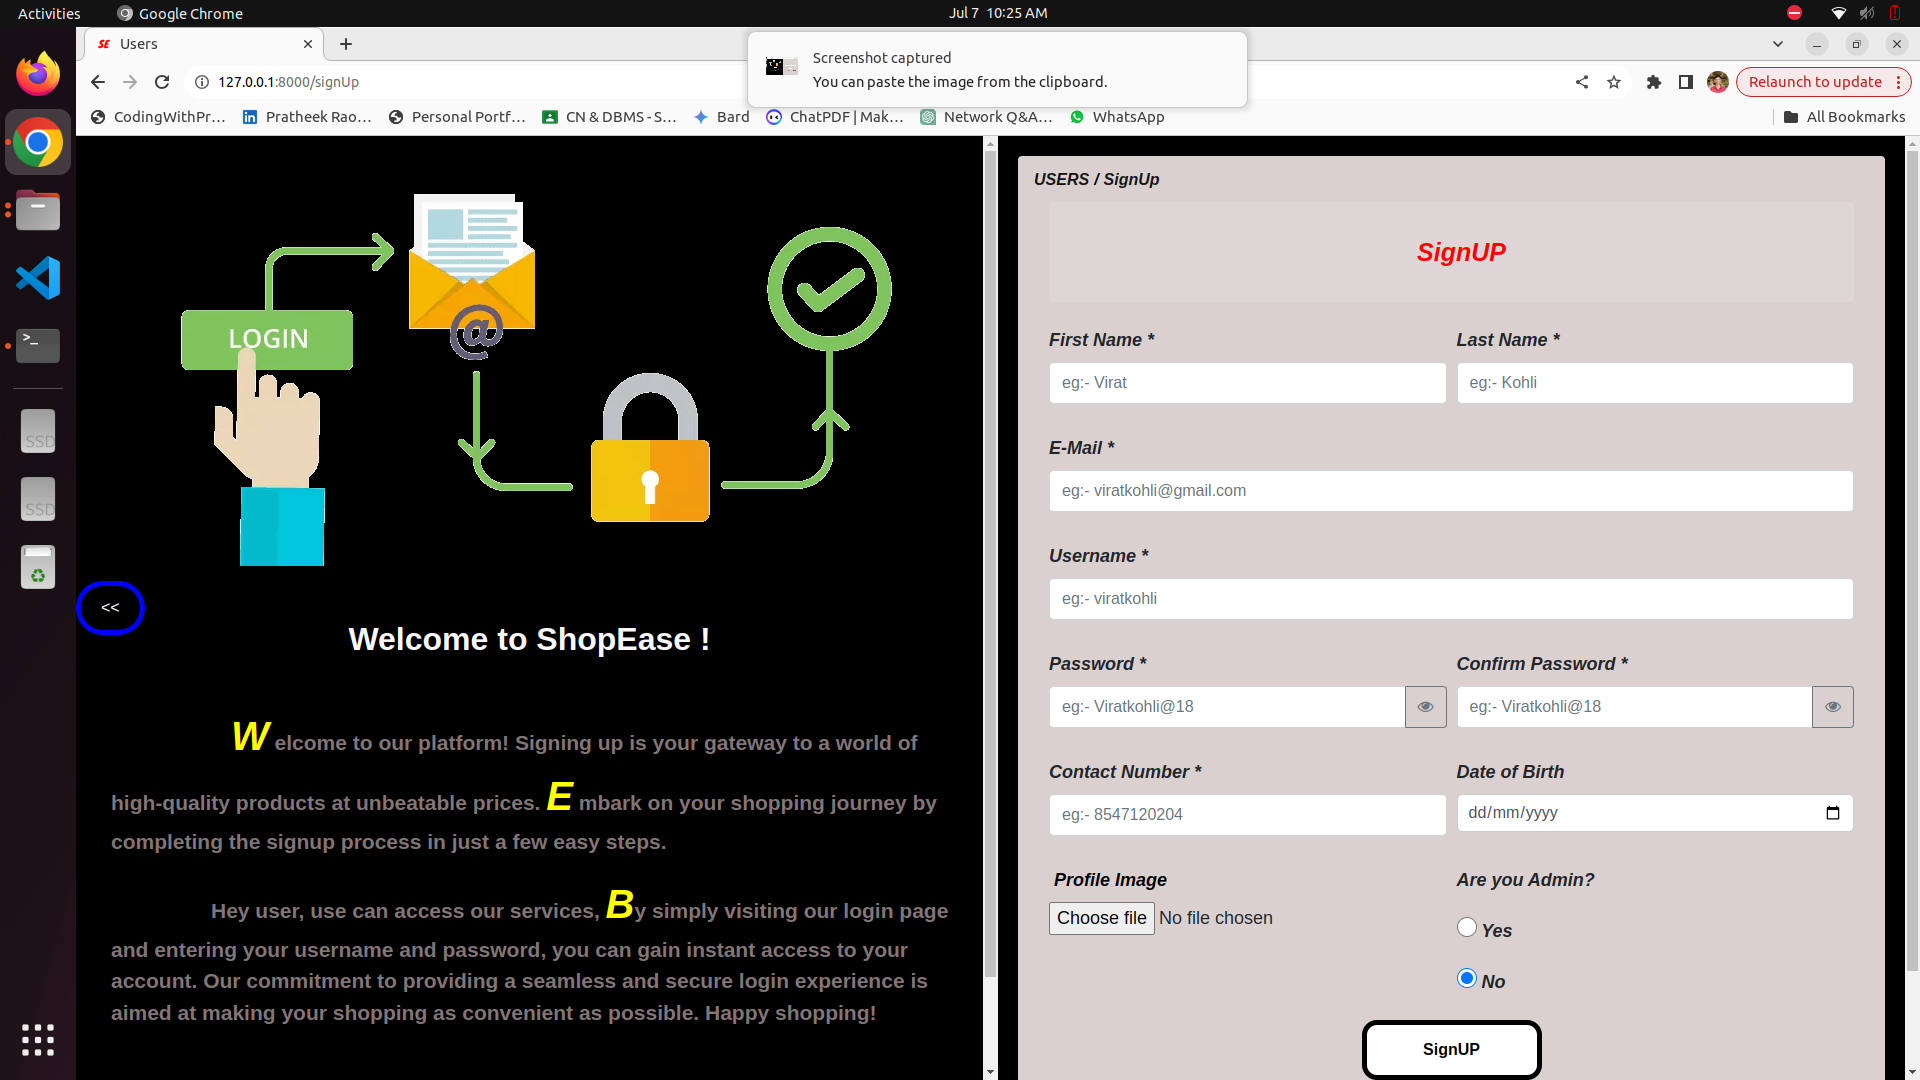 Activities
Google Chrome
Jul 7 10:25 AM
SE Users
Screenshot captured
You can paste the image from the clipboard.
127.0.0.1:8000/signUp
Relaunch to update
CodingWithPr...
Pratheek Rao...
Personal Portf...
CN & DBMS - S...
Bard
ChatPDF | Mak...
Network Q&A...
WhatsApp
All Bookmarks
SSD
SSD
LOGIN
@
<<
Welcome to ShopEase !
W elcome to our platform! Signing up is your gateway to a world of
high-quality products at unbeatable prices. E mbark on your shopping journey by
completing the signup process in just a few easy steps.
Hey user, use can access our services, By simply visiting our login page
and entering your username and password, you can gain instant access to your
account. Our commitment to providing a seamless and secure login experience is
aimed at making your shopping as convenient as possible. Happy shopping!
USERS / SignUp
SignUP
First Name * Last Name *
eg:- Virat eg:- Kohli
E-Mail *
eg:- viratkohli@gmail.com
Username *
eg:- viratkohli
Password * Confirm Password *
eg:- Viratkohli@18 eg:- Viratkohli@18
Contact Number * Date of Birth
eg:- 8547120204 dd/mm/yyyy
Profile Image Are you Admin?
Choose file No file chosen
Yes
No
SignUP